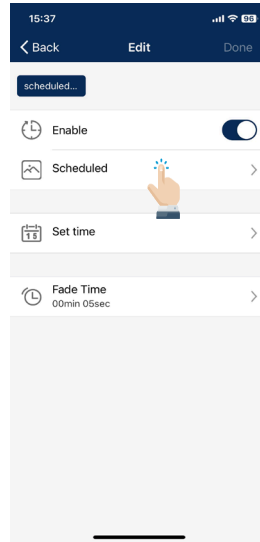 15:37
96
Back Edit Done
scheduled...
Enable
Scheduled
15
Set time
Fade Time
00min 05sec